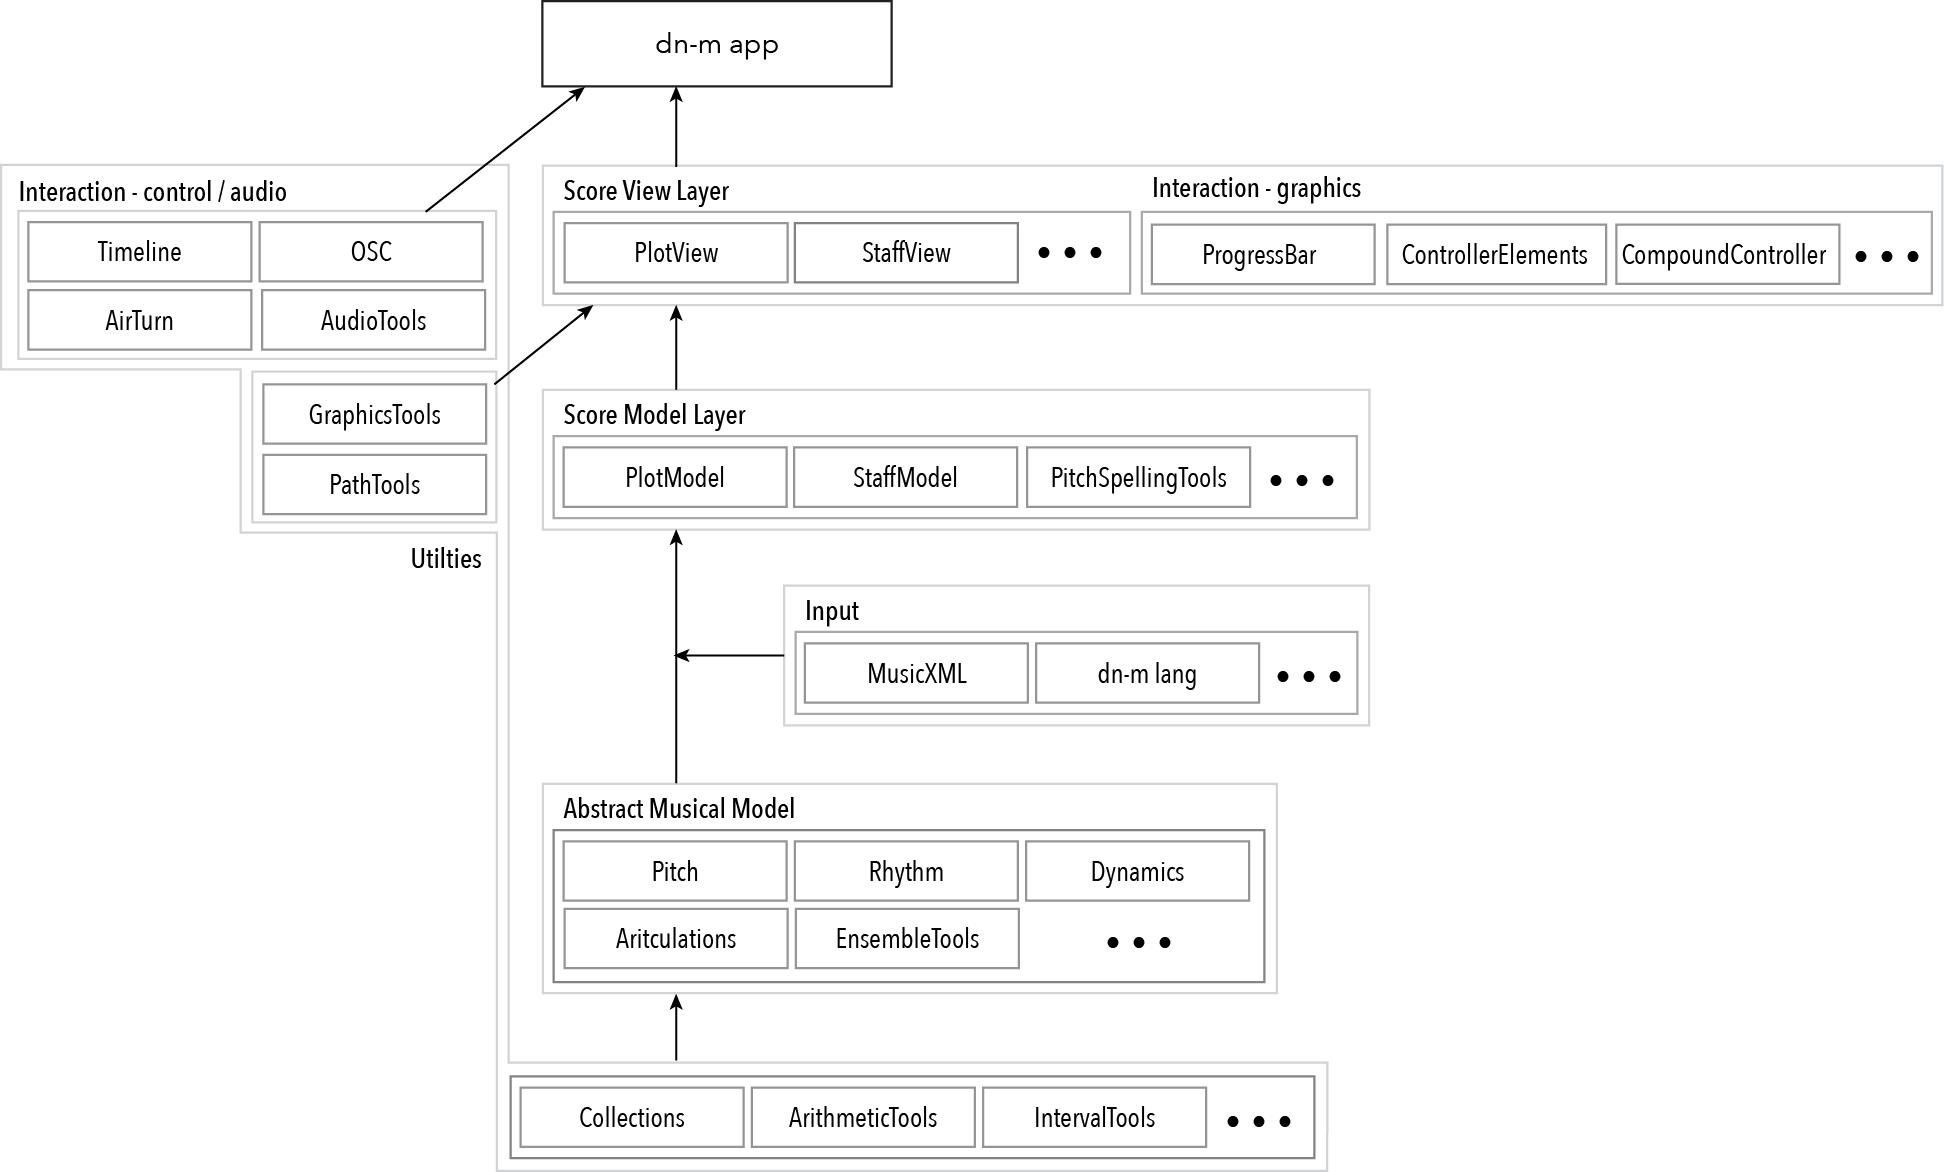 dn-m app
Interaction - control / audio
Timeline
OSC
AirTurn
AudioTools
GraphicsTools
PathTools
Utilties
Score View Layer
PlotView
StaffView
Interaction - graphics
ProgressBar
ControllerElements
CompoundController
Score Model Layer
PlotModel
StaffModel
PitchSpellingTools
Input
MusicXML
dn-m lang
Abstract Musical Model
Pitch
Rhythm
Dynamics
Aritculations
EnsembleTools
Collections
ArithmeticTools
IntervalTools